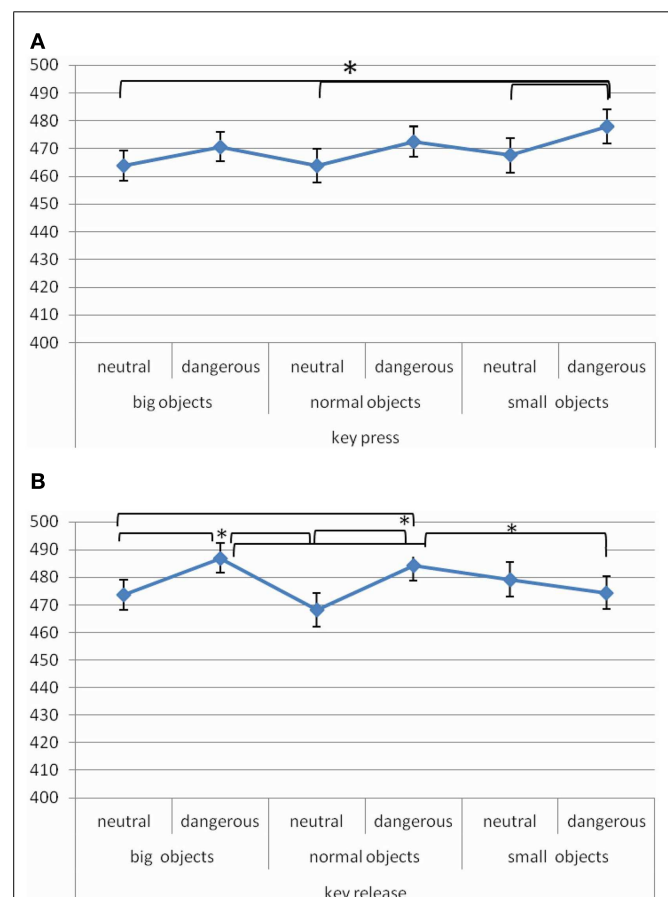 A
*
500
490
480
470
460
450
440
430
420
410
400
neutral dangerous neutral dangerous neutral dangerous
big objects normal objects small objects
key press
B
500
* * *
490
480
470
460
450
440
430
420
410
400
neutral dangerous neutral dangerous neutral dangerous
big objects normal objects small objects
key release